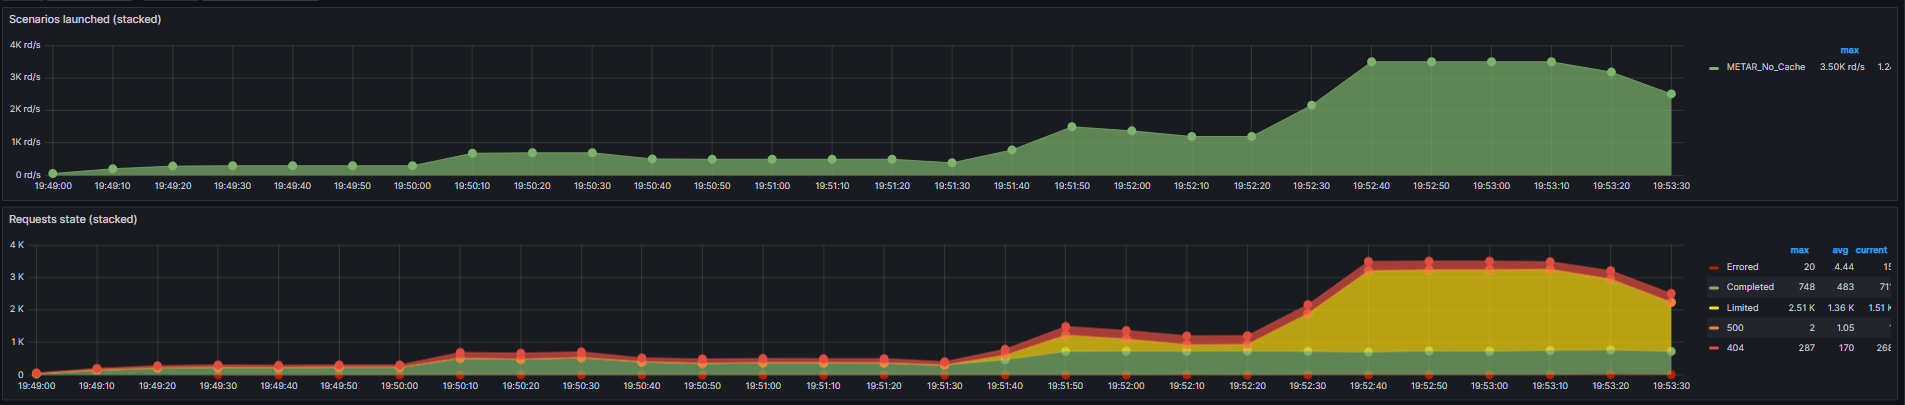 Scenarios launched (stacked)
4K rd/s
3K rd/s
2K rd/s
1K rd/s
0 rd/s
19:49:00 19:49:10 19:49:20 19:49:30 19:49:40 19:49:50 19:50:00 19:50:10 19:50:20 19:50:30 19:50:40 19:50:50 19:51:00 19:51:10 19:51:20 19:51:30 19:51:40 19:51:50 19:52:00 19:52:10 19:52:20 19:52:30 19:52:40 19:52:50 19:53:00 19:53:10 19:53:20 19:53:30
max
METAR_No_Cache 3.50K rd/s
Requests state (stacked)
4 K
3 K
2 K
1 K
0
19:49:00 19:49:10 19:49:20 19:49:30 19:49:40 19:49:50 19:50:00 19:50:10 19:50:20 19:50:30 19:50:40 19:50:50 19:51:00 19:51:10 19:51:20 19:51:30 19:51:40 19:51:50 19:52:00 19:52:10 19:52:20 19:52:30 19:52:40 19:52:50 19:53:00 19:53:10 19:53:20 19:53:30
max avg current
Errored 20 4.44
Completed 748 483
Limited 2.51 K 1.36 K 1.51 K
500 2 1.05
404 287 170 268